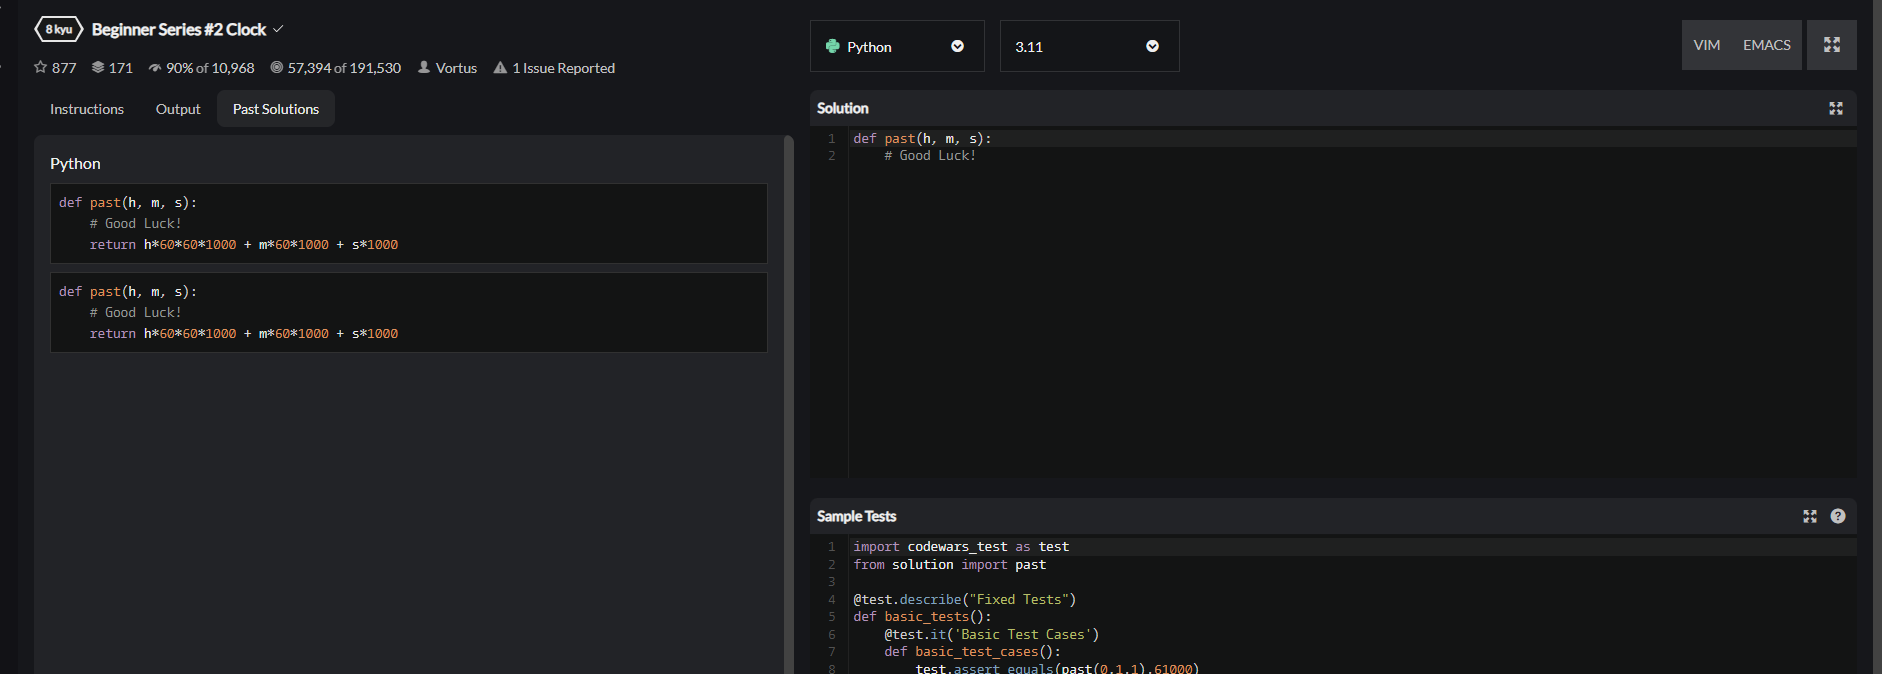 8 kyu Beginner Series #2 Clock
877 171 90% of 10,968 57,394 of 191,530 Vortus 1 Issue Reported
Instructions Output Past Solutions
Python
def past(h, m, s):
    # Good Luck!
    return h*60*60*1000 + m*60*1000 + s*1000
def past(h, m, s):
    # Good Luck!
    return h*60*60*1000 + m*60*1000 + s*1000
Python 3.11 VIM EMACS
Solution
1 def past(h, m, s):
2     # Good Luck!
Sample Tests
1 import codewars_test as test
2 from solution import past
3
4 @test.describe("Fixed Tests")
5 def basic_tests():
6     @test.it('Basic Test Cases')
7     def basic_test_cases():
8         test.assert_equals(past(0,1,1),61000)